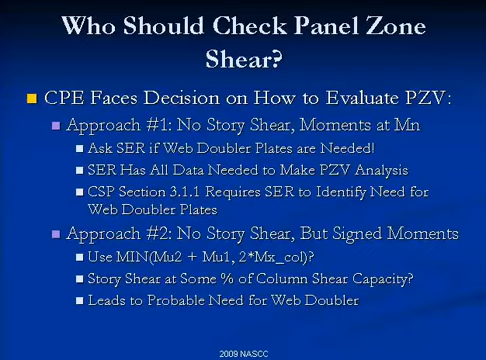 Who Should Check Panel Zone
Shear?
CPE Faces Decision on How to Evaluate PZV:
Approach #1: No Story Shear, Moments at Mn
Ask SER if Web Doubler Plates are Needed!
SER Has All Data Needed to Make PZV Analysis
CSP Section 3.1.1 Requires SER to Identify Need for
Web Doubler Plates
Approach #2: No Story Shear, But Signed Moments
Use MIN(Mu2 + Mu1, 2*Mx_col)?
Story Shear at Some % of Column Shear Capacity?
Leads to Probable Need for Web Doubler
2009 NASCC